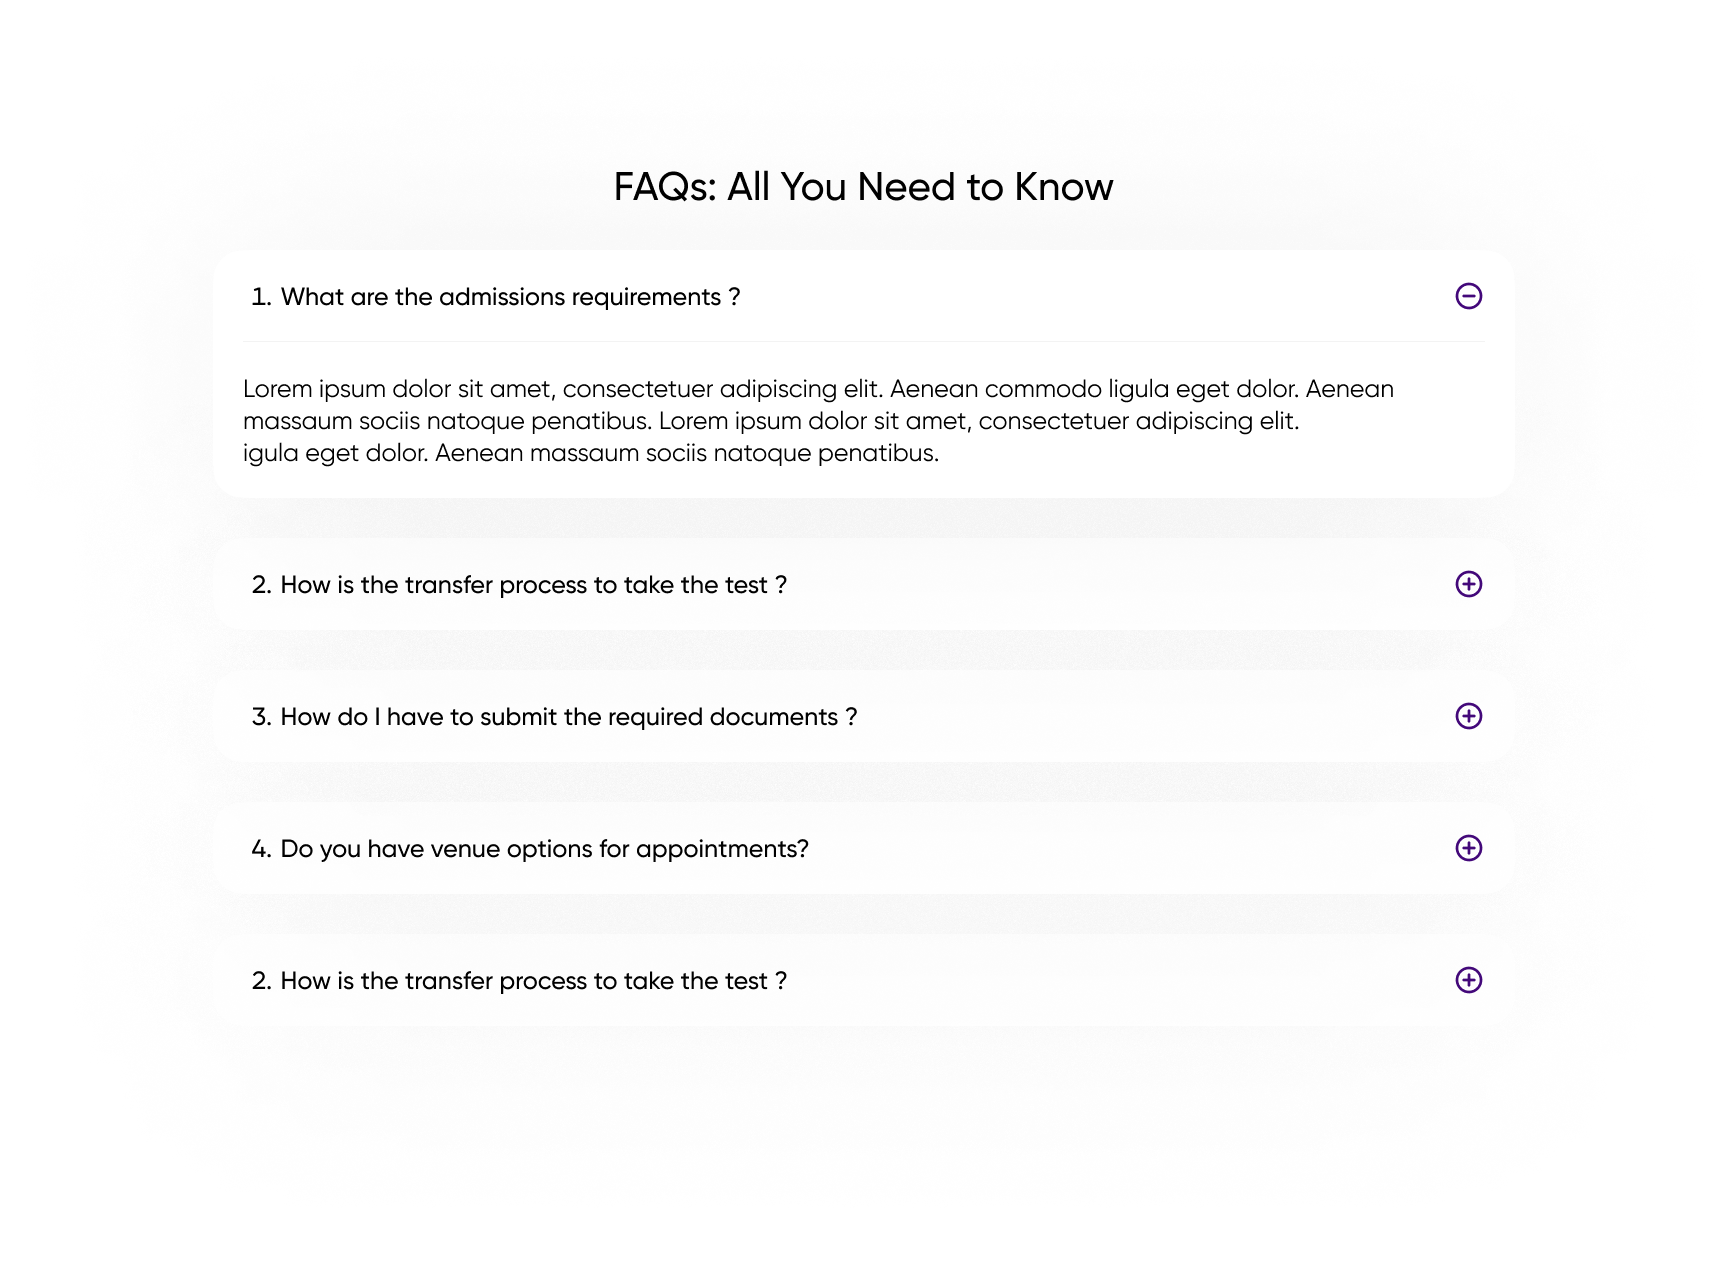 FAQs: All You Need to Know
1. What are the admissions requirements ?
Lorem ipsum dolor sit amet, consectetuer adipiscing elit. Aenean commodo ligula eget dolor. Aenean
massaum sociis natoque penatibus. Lorem ipsum dolor sit amet, consectetuer adipiscing elit.
igula eget dolor. Aenean massaum sociis natoque penatibus.
2. How is the transfer process to take the test ?
3. How do I have to submit the required documents ?
4. Do you have venue options for appointments?
2. How is the transfer process to take the test ?